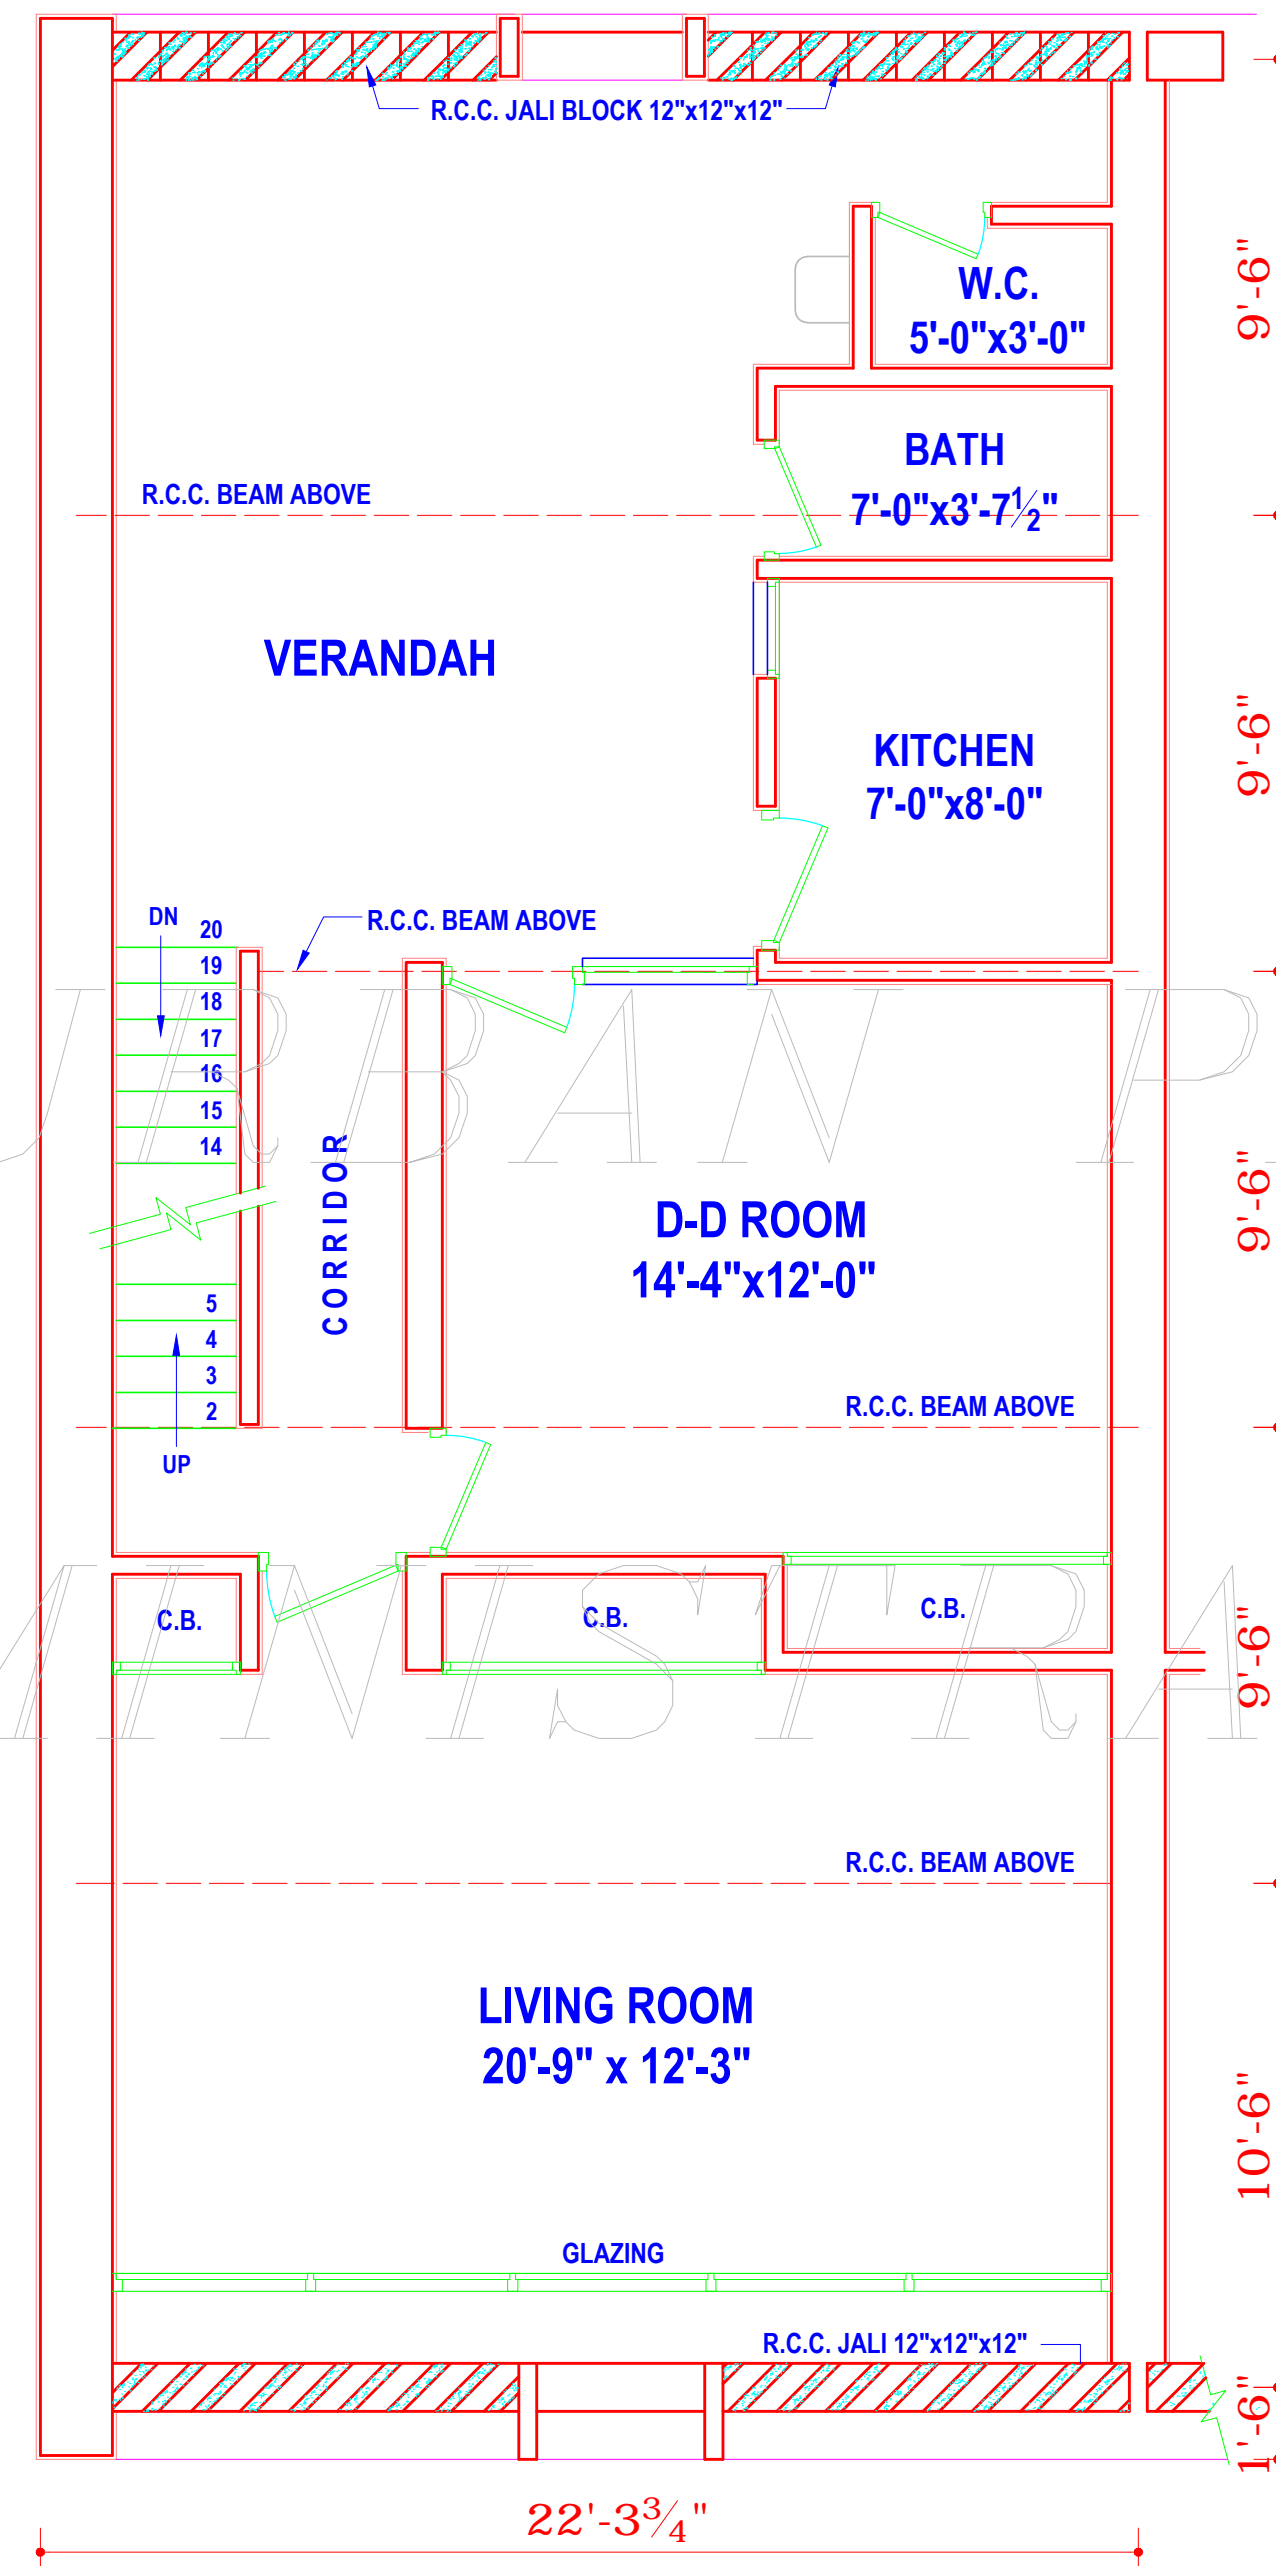 R.C.C. JALI BLOCK 12"x12"x12"
W.C.
5'-0"x3'-0"
9'-6"
BATH
7'-0"x3'-7½"
R.C.C. BEAM ABOVE
VERANDAH
KITCHEN
7'-0"x8'-0"
9'-6"
DN
R.C.C. BEAM ABOVE
20
19
18
17
16
15
14
URBAN P
CORRIDOR
D-D ROOM
14'-4"x12'-0"
9'-6"
5
4
3
2
UP
R.C.C. BEAM ABOVE
C.B.
C.B.
C.B.
9'-6"
NISTRA
R.C.C. BEAM ABOVE
LIVING ROOM
20'-9" x 12'-3"
10'-6"
GLAZING
R.C.C. JALI 12"x12"x12"
1'-6"
22'-3¾"